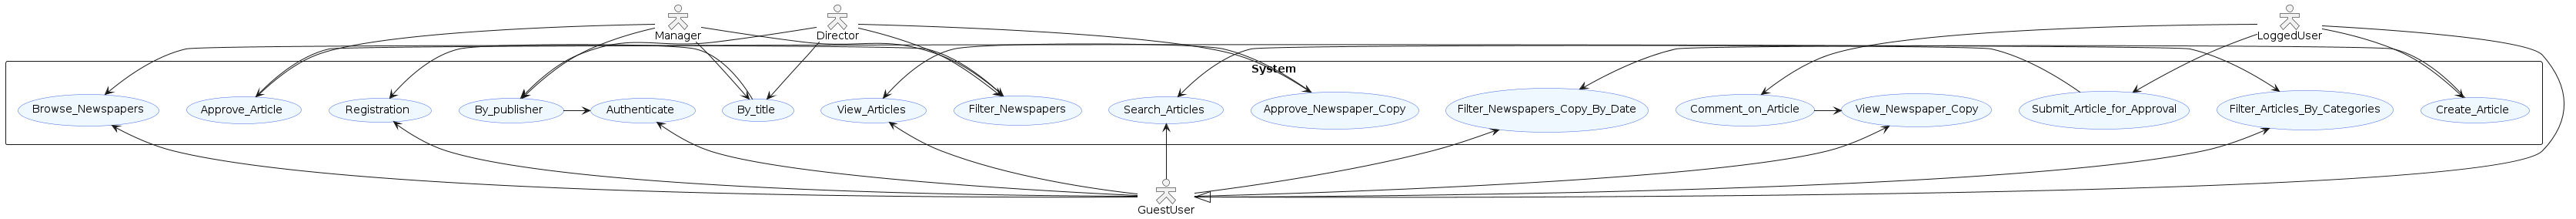 Manager
Director
LoggedUser
System
Browse_Newspapers
Approve_Article
Registration
By_publisher
Authenticate
By_title
View_Articles
Filter_Newspapers
Search_Articles
Approve_Newspaper_Copy
Filter_Newspapers_Copy_By_Date
Comment_on_Article
View_Newspaper_Copy
Submit_Article_for_Approval
Filter_Articles_By_Categories
Create_Article
GuestUser